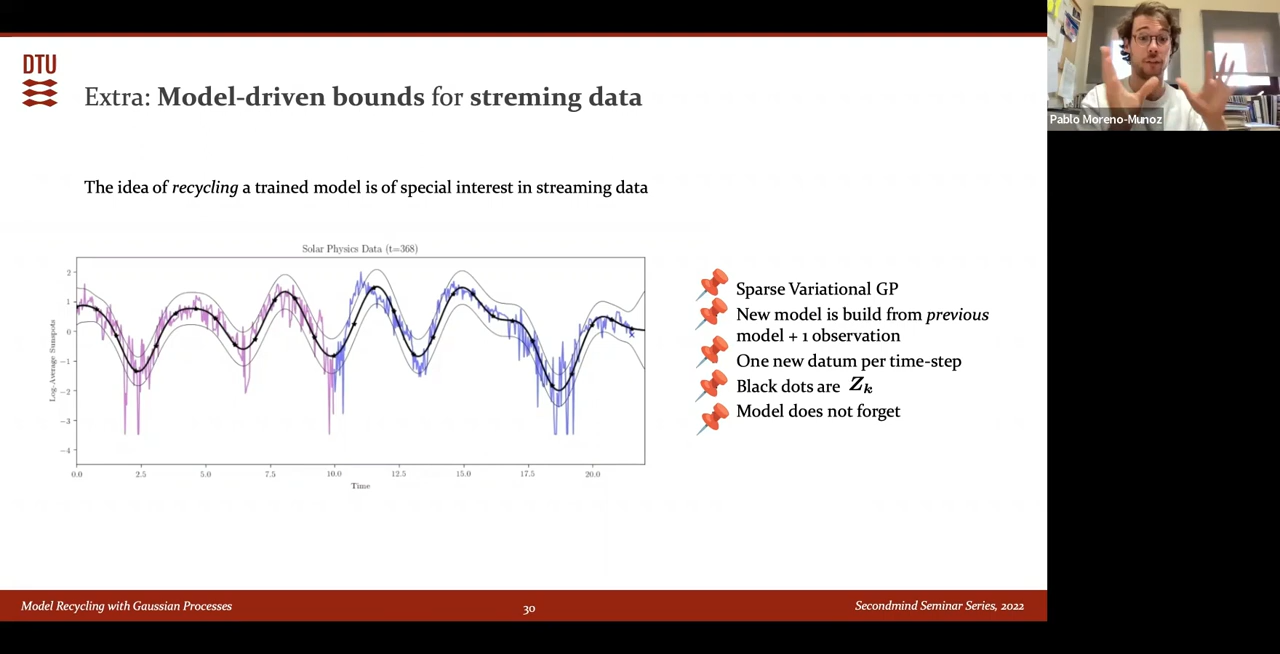 DTU
Extra: Model-driven bounds for streming data
Pablo Moreno-Munoz
The idea of recycling a trained model is of special interest in streaming data
Solar Physics Data (t=368)
Log Average Sunspots
2
1
0
−1
−2
−3
−4
0.0 2.5 5.0 7.5 10.0 12.5 15.0 17.5 20.0
Time
Sparse Variational GP
New model is build from previous
model + 1 observation
One new datum per time-step
Black dots are Z_k
Model does not forget
Model Recycling with Gaussian Processes
30
Secondmind Seminar Series, 2022